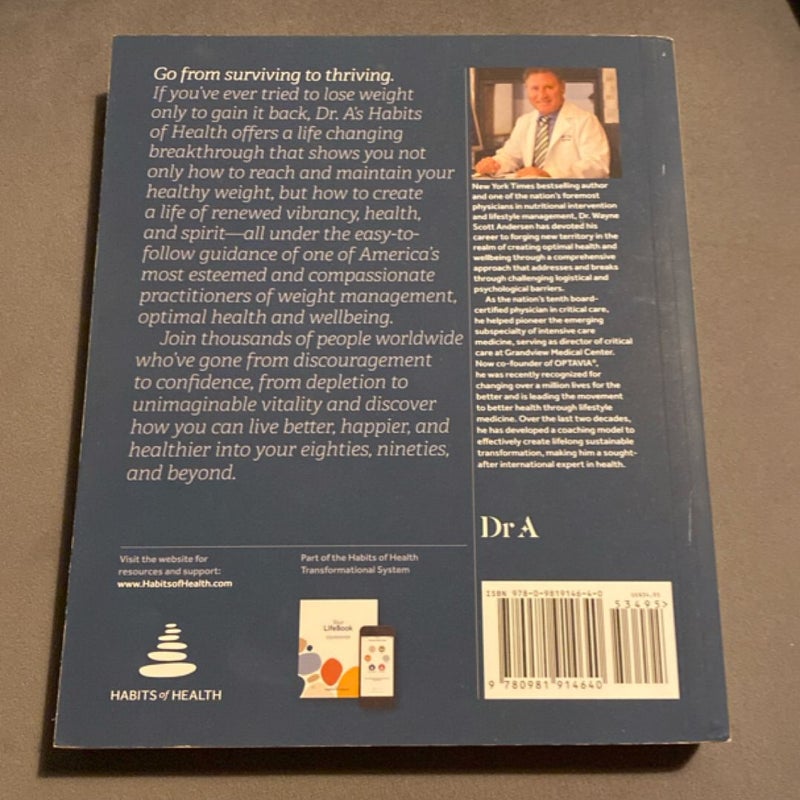 Go from surviving to thriving.
If you've ever tried to lose weight
only to gain it back, Dr. A's Habits
of Health offers a life changing
breakthrough that shows you not
only how to reach and maintain your
healthy weight, but how to create
a life of renewed vibrancy, health,
and spirit—all under the easy-to-
follow guidance of one of America's
most esteemed and compassionate
practitioners of weight management,
optimal health and wellbeing.
Join thousands of people worldwide
who've gone from discouragement
to confidence, from depletion to
unimaginable vitality and discover
how you can live better, happier, and
healthier into your eighties, nineties,
and beyond.
New York Times bestselling author
and one of the nation's foremost
physicians in nutritional intervention
and lifestyle management, Dr. Wayne
Scott Andersen has devoted his
career to forging new territory in the
realm of creating optimal health and
wellbeing through a comprehensive
approach that addresses and breaks
through challenging logistical and
psychological barriers.
As the nation's tenth board-
certified physician in critical care,
he helped pioneer the emerging
subspecialty of intensive care
medicine, serving as director of critical
care at Grandview Medical Center.
Now co-founder of OPTAVIA®,
he was recently recognized for
changing over a million lives for the
better and is leading the movement
to better health through lifestyle
medicine. Over the last two decades,
he has developed a coaching model to
effectively create lifelong sustainable
transformation, making him a sought-
after international expert in health.
Dr A
Visit the website for
resources and support:
www.HabitsofHealth.com
Part of the Habits of Health
Transformational System
Your
LifeBook
HABITS of HEALTH
ISBN 978-0-9819146-4-0
53495>
9 780981 914640